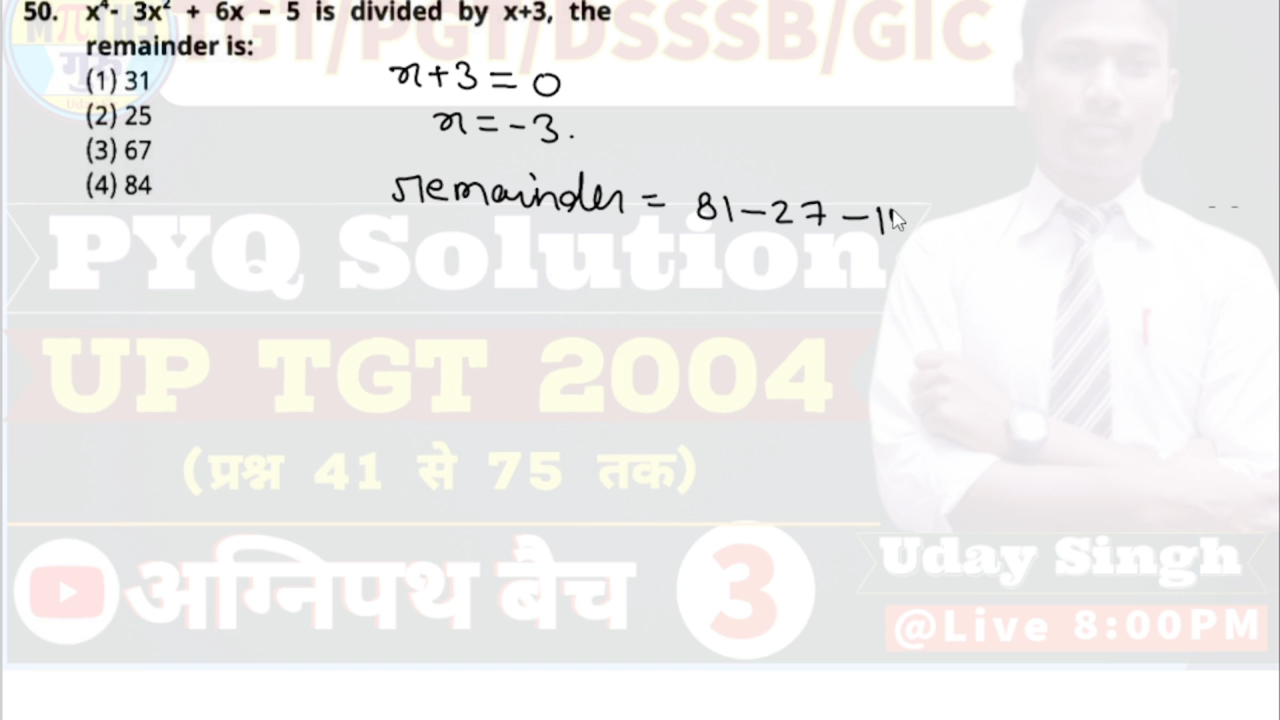 TGT/PGT/DSSSB/GIC
50. x⁴- 3x² + 6x - 5 is divided by x+3, the
remainder is:
(1) 31
(2) 25
(3) 67
(4) 84
x+3=0
x=-3.
remainder = 81-27-1
PYQ Solution
UP TGT 2004
(प्रश्न 41 से 75 तक)
अग्निपथ बैच 3
Uday Singh
@Live 8:00PM